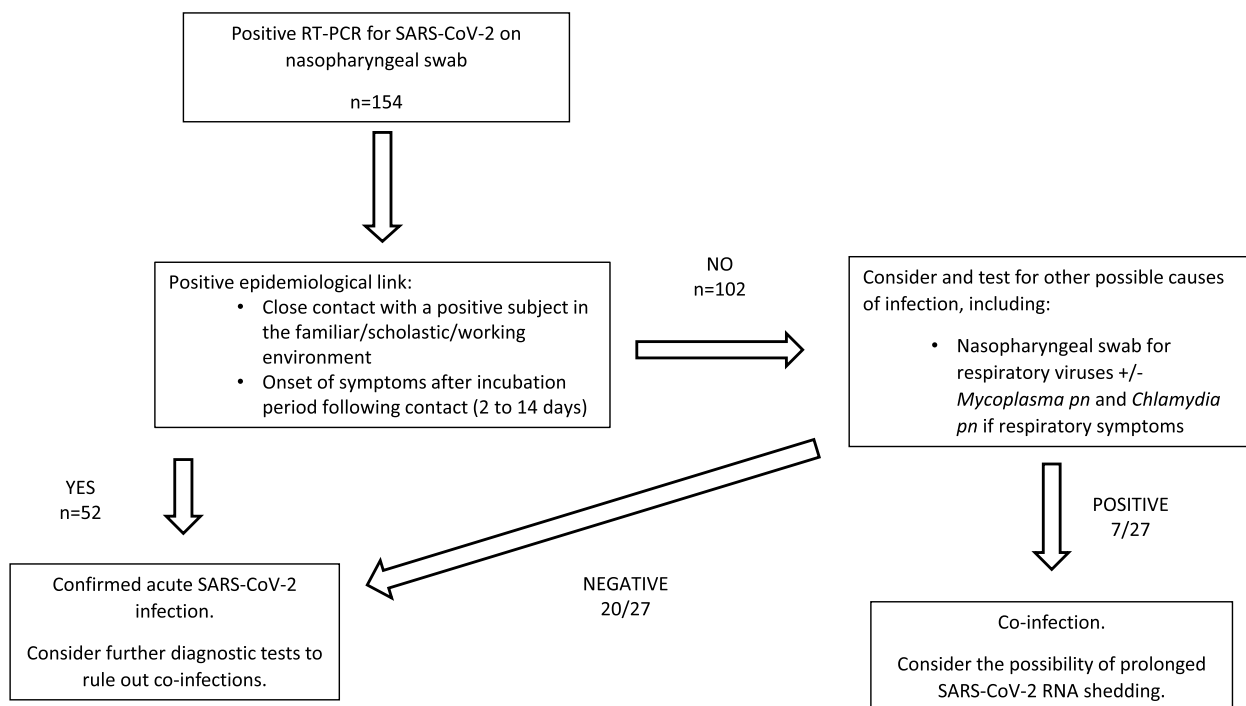 Positive RT-PCR for SARS-CoV-2 on
nasopharyngeal swab
n=154
Positive epidemiological link:
• Close contact with a positive subject in
the familiar/scholastic/working
environment
• Onset of symptoms after incubation
period following contact (2 to 14 days)
NO
n=102
Consider and test for other possible causes
of infection, including:
• Nasopharyngeal swab for
respiratory viruses +/-
Mycoplasma pn and Chlamydia
pn if respiratory symptoms
YES
n=52
POSITIVE
7/27
NEGATIVE
20/27
Confirmed acute SARS-CoV-2
infection.
Consider further diagnostic tests to
rule out co-infections.
Co-infection.
Consider the possibility of prolonged
SARS-CoV-2 RNA shedding.